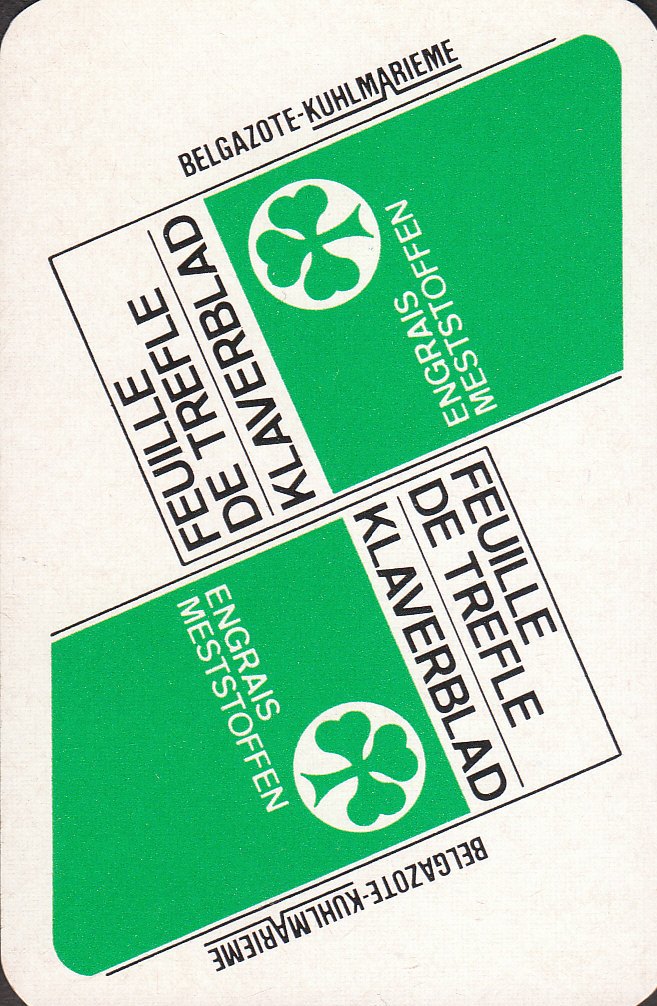 BELGAZOTE-KUHLMARIEME
FEUILLE
DE TREFLE
KLAVERBLAD
ENGRAIS
MESTSTOFFEN
FEUILLE
DE TREFLE
KLAVERBLAD
ENGRAIS
MESTSTOFFEN
BELGAZOTE-KUHLMARIEME